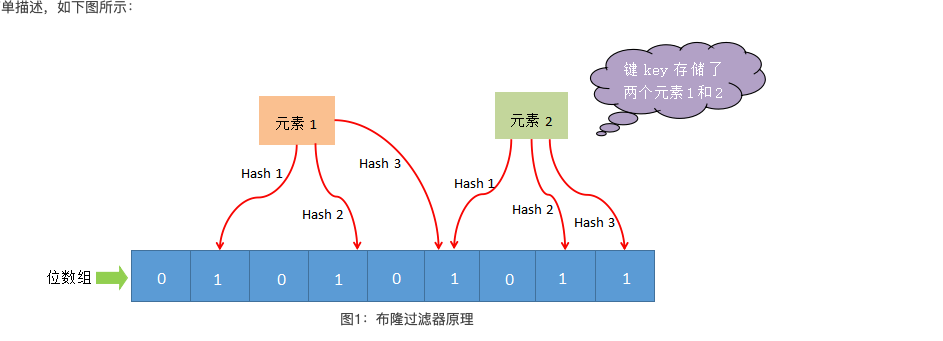 单描述，如下图所示：
键key存储了
两个元素1和2
元素 1
元素 2
Hash 1
Hash 2
Hash 3
Hash 1
Hash 2
Hash 3
位数组
0 1 0 1 0 1 0 1 1
图1：布隆过滤器原理